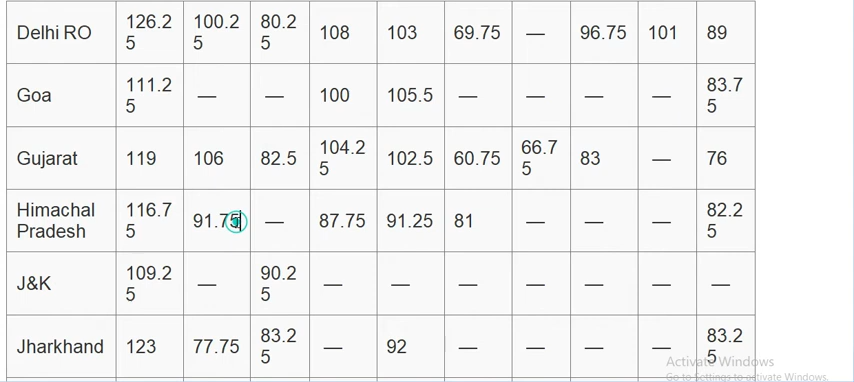 Delhi RO 126.25 100.25 80.25 108 103 69.75 — 96.75 101 89
Goa 111.25 — — 100 105.5 — — — — 83.75
Gujarat 119 106 82.5 104.25 102.5 60.75 66.75 83 — 76
Himachal Pradesh 116.75 91.75 — 87.75 91.25 81 — — — 82.25
J&K 109.25 — 90.25 — — — — — — —
Jharkhand 123 77.75 83.25 — 92 — — — — 83.25
Activate Windows
Go to Settings to activate Windows.